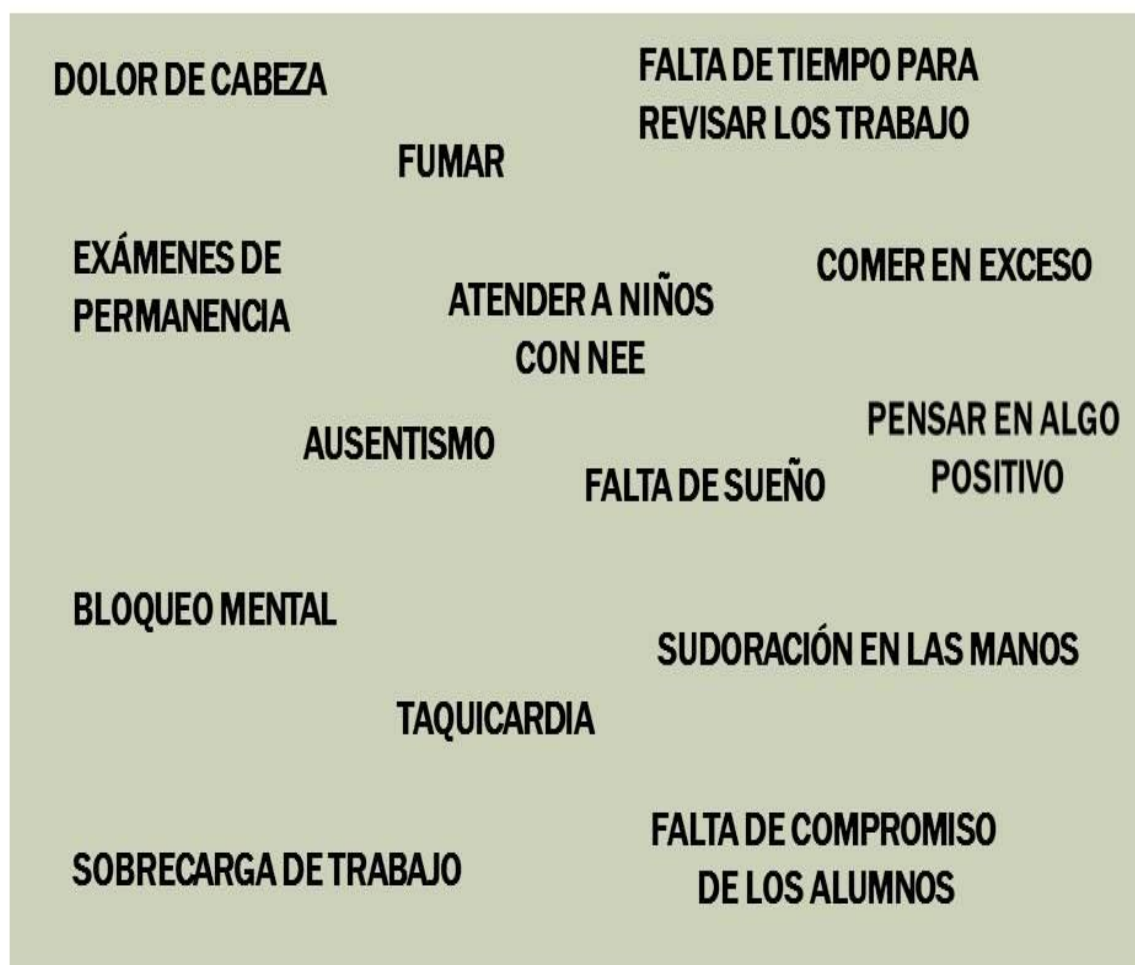 DOLOR DE CABEZA
FALTA DE TIEMPO PARA
REVISAR LOS TRABAJO
FUMAR
EXÁMENES DE
PERMANENCIA
ATENDER A NIÑOS
CON NEE
COMER EN EXCESO
AUSENTISMO
FALTA DE SUEÑO
PENSAR EN ALGO
POSITIVO
BLOQUEO MENTAL
SUDORACIÓN EN LAS MANOS
TAQUICARDIA
SOBRECARGA DE TRABAJO
FALTA DE COMPROMISO
DE LOS ALUMNOS